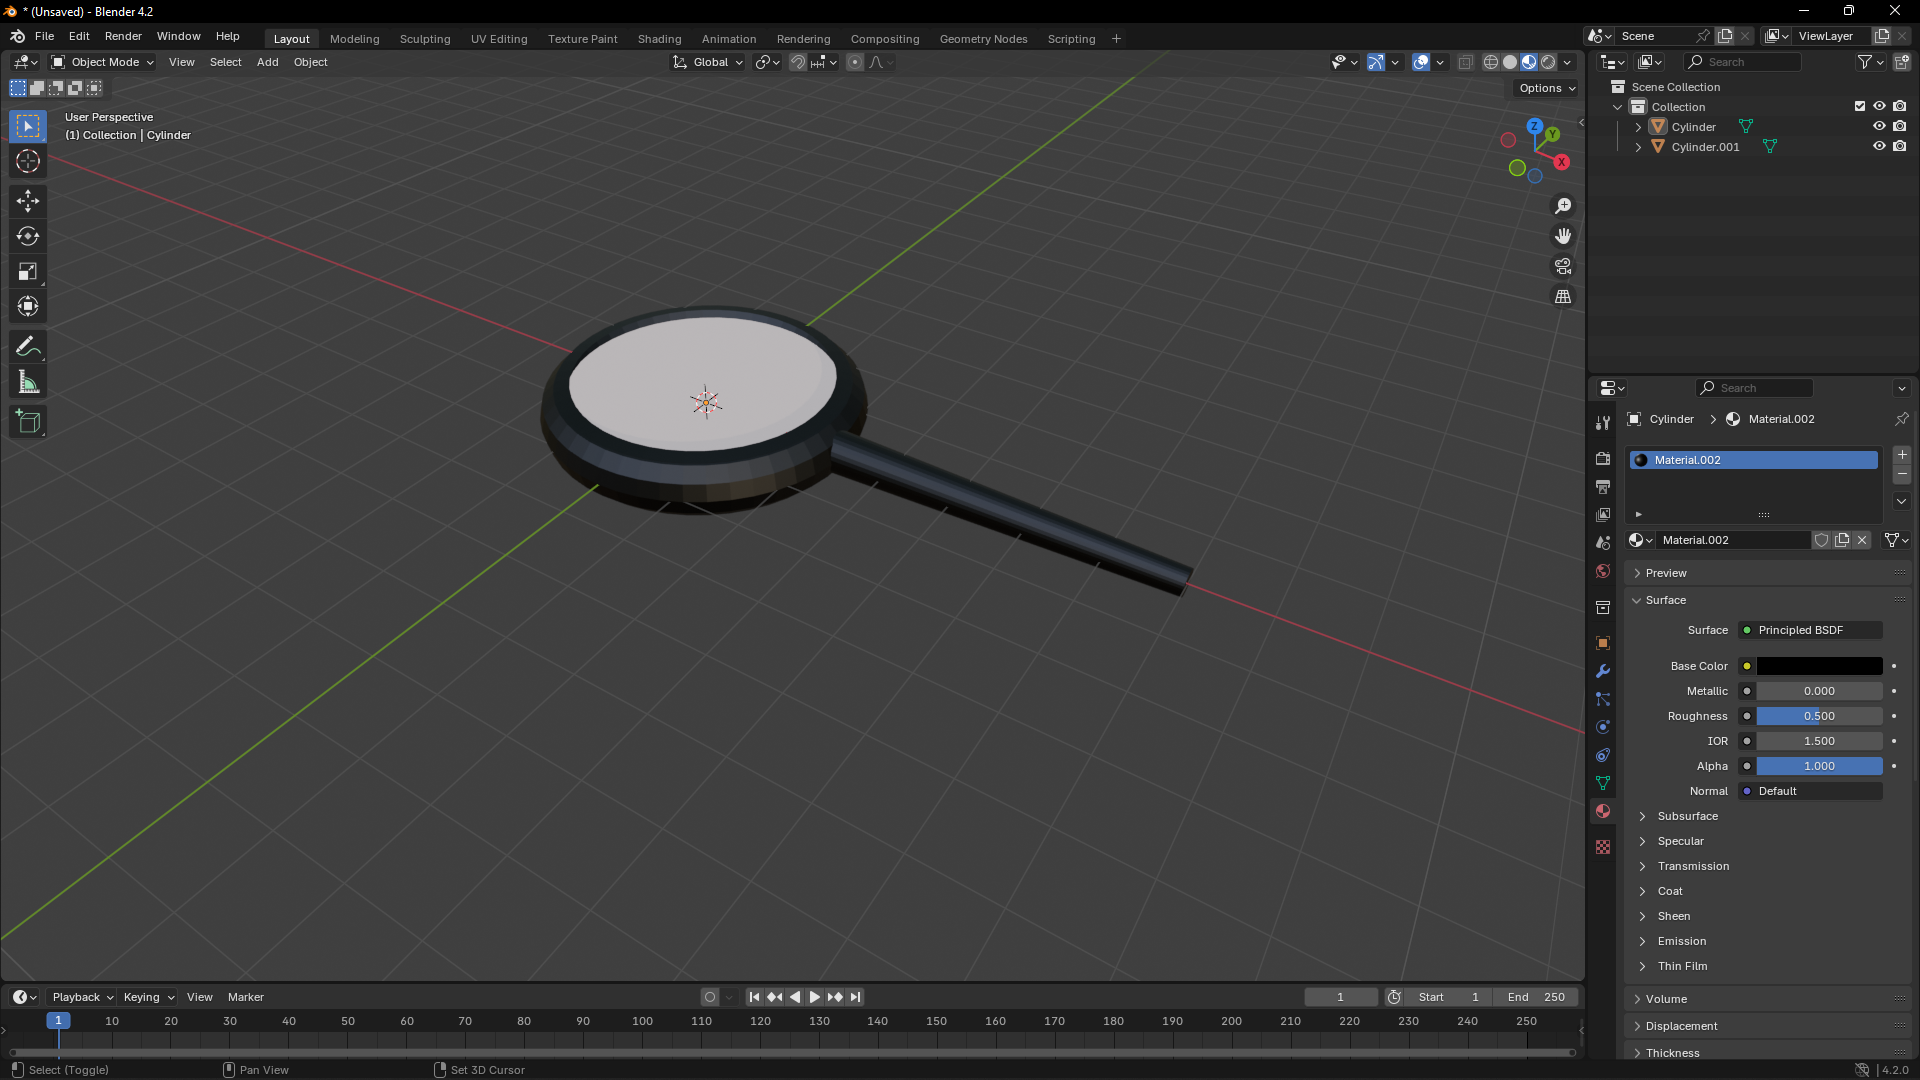 * (Unsaved) - Blender 4.2
File Edit Render Window Help Layout Modeling Sculpting UV Editing Texture Paint Shading Animation Rendering Compositing Geometry Nodes Scripting + Scene ViewLayer
Object Mode View Select Add Object Global Search
Options
User Perspective
(1) Collection | Cylinder
Z
Y
X
Scene Collection
Collection
Cylinder
Cylinder.001
Search
Cylinder > Material.002
Material.002
Material.002
Preview
Surface
Surface Principled BSDF
Base Color
Metallic 0.000
Roughness 0.500
IOR 1.500
Alpha 1.000
Normal Default
Subsurface
Specular
Transmission
Coat
Sheen
Emission
Thin Film
Volume
Displacement
Thickness
Playback Keying View Marker 1 Start 1 End 250
1 10 20 30 40 50 60 70 80 90 100 110 120 130 140 150 160 170 180 190 200 210 220 230 240 250
Select (Toggle) Pan View Set 3D Cursor 4.2.0